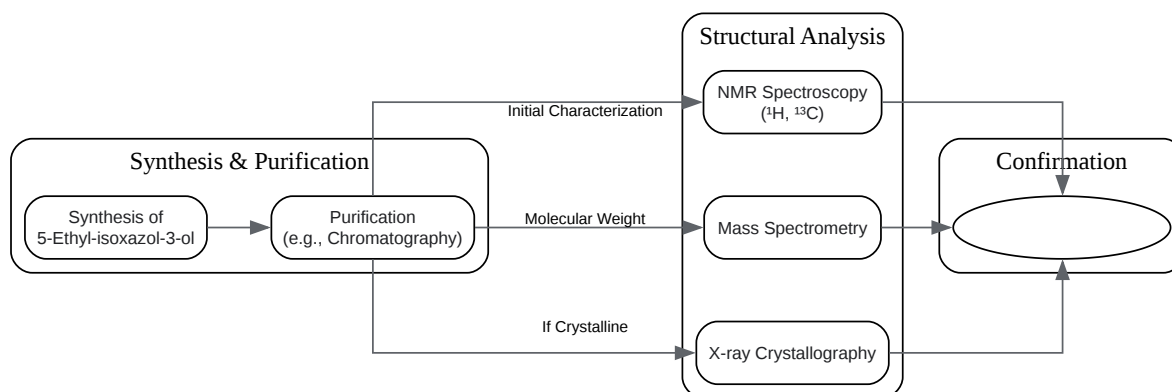 Structural Analysis
NMR Spectroscopy
(¹H, ¹³C)
Initial Characterization
Synthesis & Purification
Confirmation
Synthesis of
5-Ethyl-isoxazol-3-ol
Purification
(e.g., Chromatography)
Molecular Weight
Mass Spectrometry
If Crystalline
X-ray Crystallography